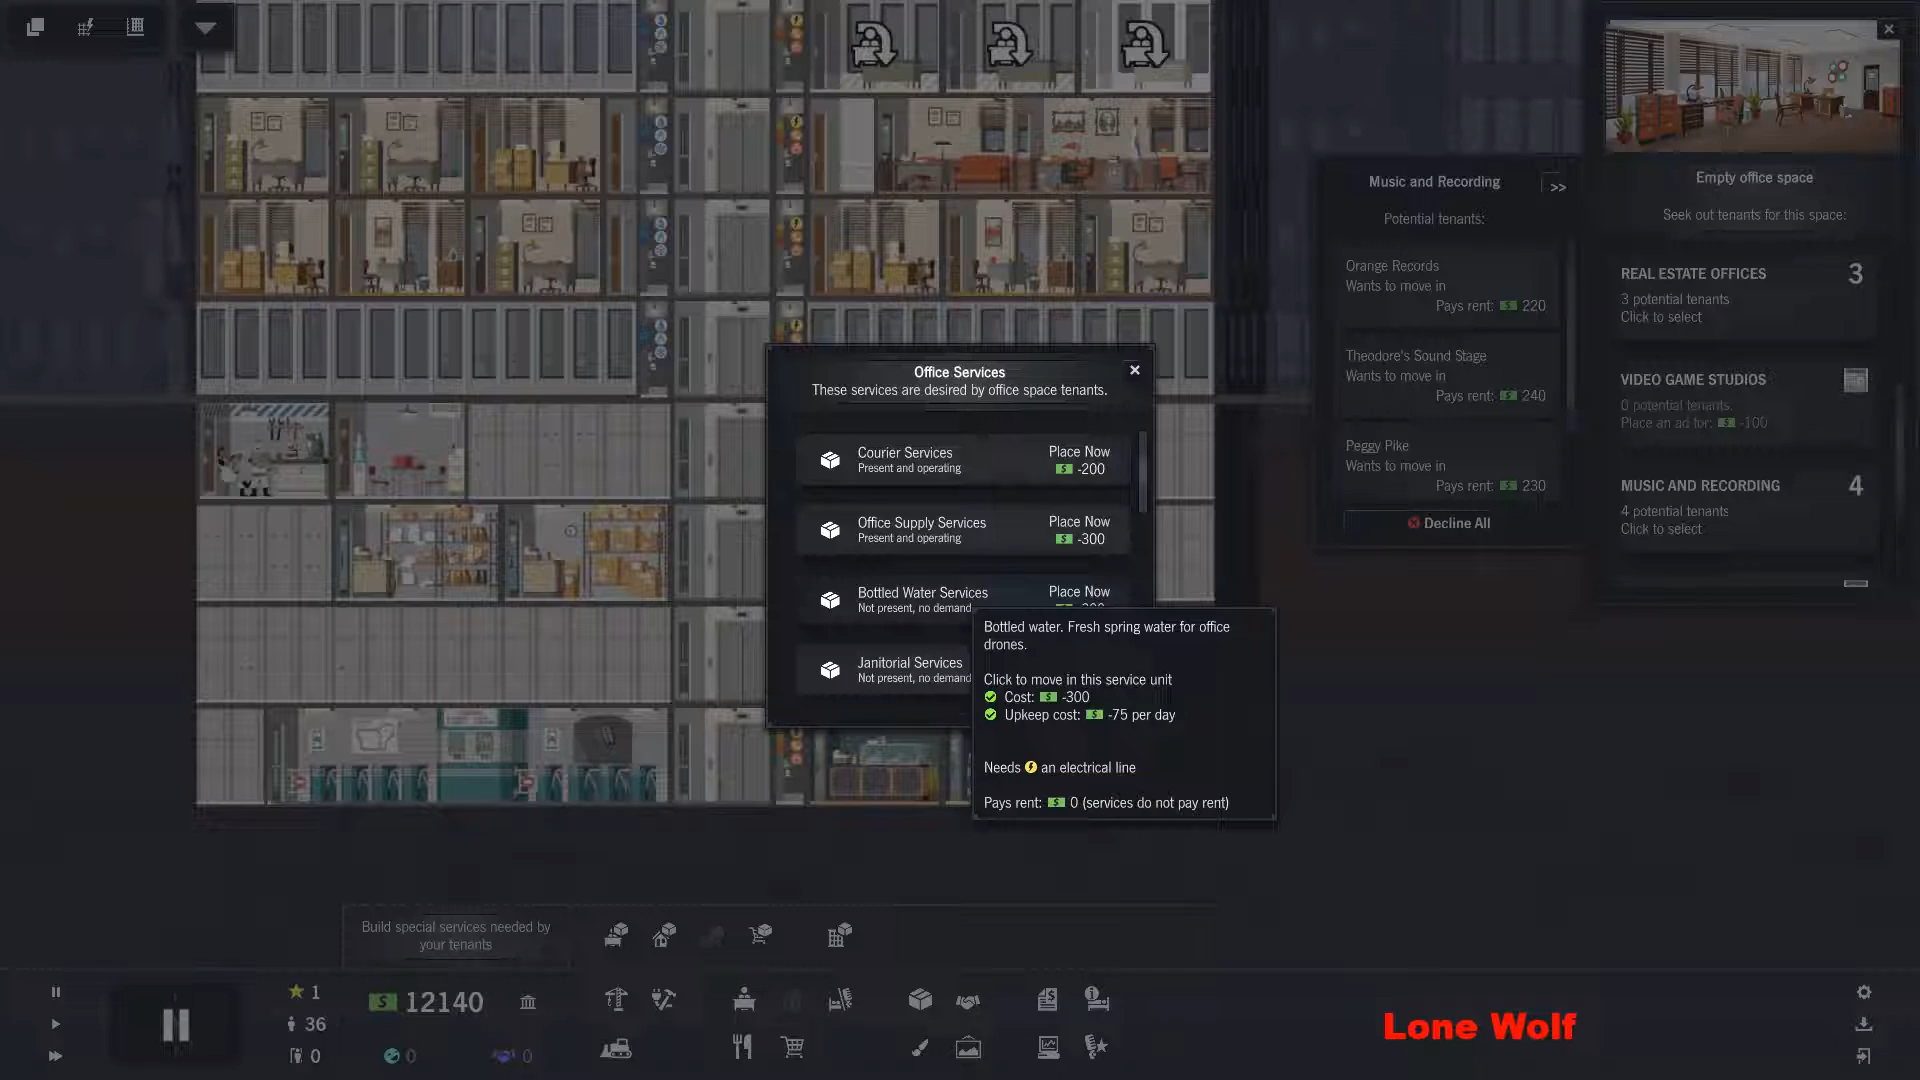 Office Services
These services are desired by office space tenants.
Courier Services
Present and operating
Place Now
-200
Office Supply Services
Present and operating
Place Now
-300
Bottled Water Services
Not present, no demand
Place Now
Janitorial Services
Not present, no demand
Bottled water. Fresh spring water for office
drones.
Click to move in this service unit
Cost: -300
Upkeep cost: -75 per day
Needs an electrical line
Pays rent: 0 (services do not pay rent)
Music and Recording
>>
Potential tenants:
Orange Records
Wants to move in
Pays rent: 220
Theodore's Sound Stage
Wants to move in
Pays rent: 240
Peggy Pike
Wants to move in
Pays rent: 230
Decline All
Empty office space
Seek out tenants for this space:
REAL ESTATE OFFICES 3
3 potential tenants
Click to select
VIDEO GAME STUDIOS
0 potential tenants.
Place an ad for: -100
MUSIC AND RECORDING 4
4 potential tenants
Click to select
Build special services needed by
your tenants
1
36
0
12140
0
0
Lone Wolf